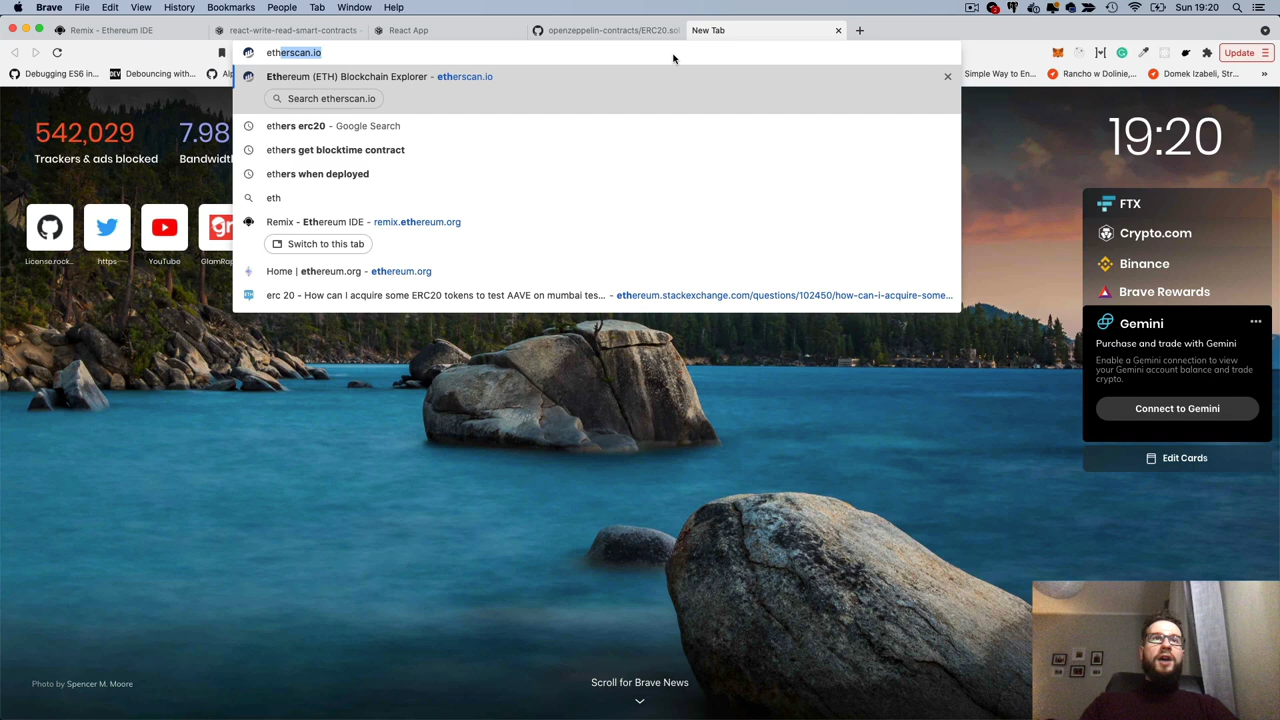 Brave File Edit View History Bookmarks People Tab Window Help
Sun 19:20
Remix - Ethereum IDE
react-write-read-smart-contracts
React App
openzeppelin-contracts/ERC20.sol
New Tab
etherscan.io
Update
Debugging ES6 in...
DEV Debouncing with...
Simple Way to En...
Rancho w Dolinie,...
Domek Izabeli, Str...
Ethereum (ETH) Blockchain Explorer - etherscan.io
Search etherscan.io
ethers erc20 - Google Search
ethers get blocktime contract
ethers when deployed
eth
Remix - Ethereum IDE - remix.ethereum.org
Switch to this tab
Home | ethereum.org - ethereum.org
erc 20 - How can I acquire some ERC20 tokens to test AAVE on mumbai tes... - ethereum.stackexchange.com/questions/102450/how-can-i-acquire-some...
542,029
Trackers & ads blocked
7.98
Bandwidt
License.rock...
https
YouTube
GlamRap
19:20
FTX
Crypto.com
Binance
Brave Rewards
Gemini
Purchase and trade with Gemini
Enable a Gemini connection to view
your Gemini account balance and trade
crypto.
Connect to Gemini
Edit Cards
Photo by Spencer M. Moore
Scroll for Brave News